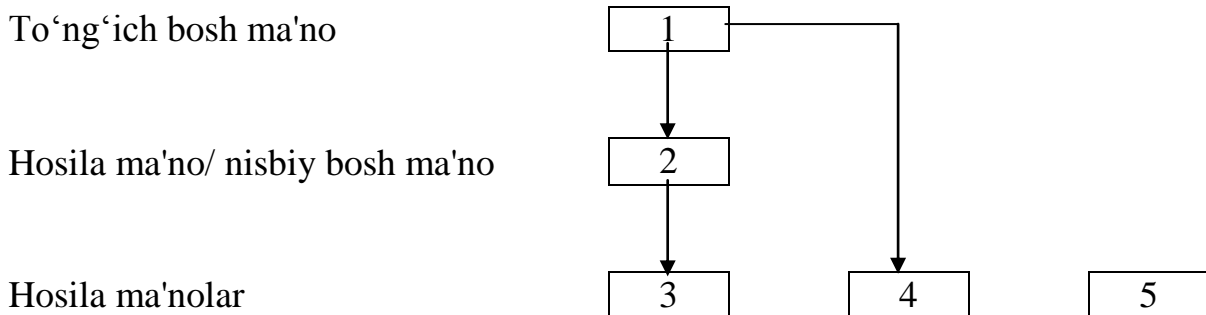 To‘ng‘ich bosh ma'no 1
Hosila ma'no/ nisbiy bosh ma'no 2
Hosila ma'nolar 3 4 5